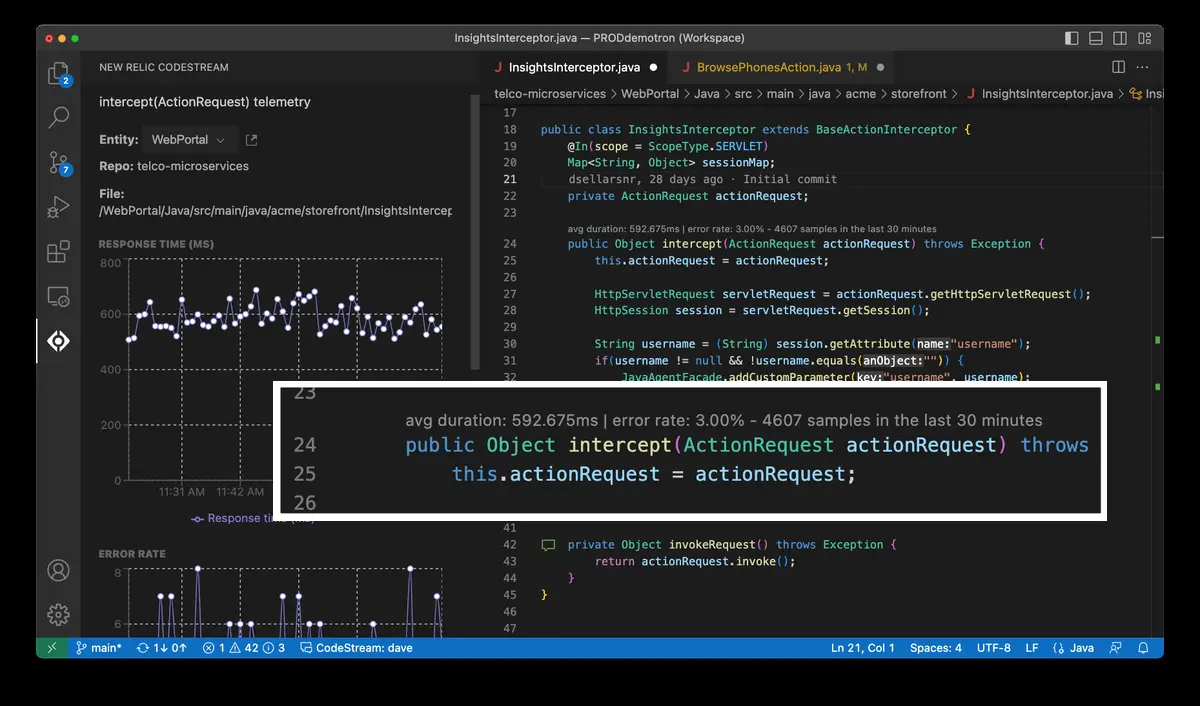 InsightsInterceptor.java — PRODdemotron (Workspace)
2
7
NEW RELIC CODESTREAM
intercept(ActionRequest) telemetry
Entity: WebPortal
Repo: telco-microservices
File:
/WebPortal/Java/src/main/java/acme/storefront/InsightsIntercep
RESPONSE TIME (MS)
800
600
400
200
0
11:31 AM 11:42 AM
Response time (ms)
ERROR RATE
8
6
J InsightsInterceptor.java ● J BrowsePhonesAction.java 1, M ●
telco-microservices > WebPortal > Java > src > main > java > acme > storefront > J InsightsInterceptor.java > Insi
17
18 public class InsightsInterceptor extends BaseActionInterceptor {
19 @In(scope = ScopeType.SERVLET)
20 Map<String, Object> sessionMap;
21 dsellarsnr, 28 days ago · Initial commit
22 private ActionRequest actionRequest;
23
avg duration: 592.675ms | error rate: 3.00% - 4607 samples in the last 30 minutes
24 public Object intercept(ActionRequest actionRequest) throws Exception {
25 this.actionRequest = actionRequest;
26
27 HttpServletRequest servletRequest = actionRequest.getHttpServletRequest();
28 HttpSession session = servletRequest.getSession();
29
30 String username = (String) session.getAttribute(name:"username");
31 if(username != null && !username.equals(anObject:"")) {
32 JavaAgentFacade.addCustomParameter(key:"username", username);
23
avg duration: 592.675ms | error rate: 3.00% - 4607 samples in the last 30 minutes
24 public Object intercept(ActionRequest actionRequest) throws
25 this.actionRequest = actionRequest;
26
41
42 private Object invokeRequest() throws Exception {
43 return actionRequest.invoke();
44 }
45 }
46
47
main* 1↓ 0↑ 1 42 3 CodeStream: dave Ln 21, Col 1 Spaces: 4 UTF-8 LF Java